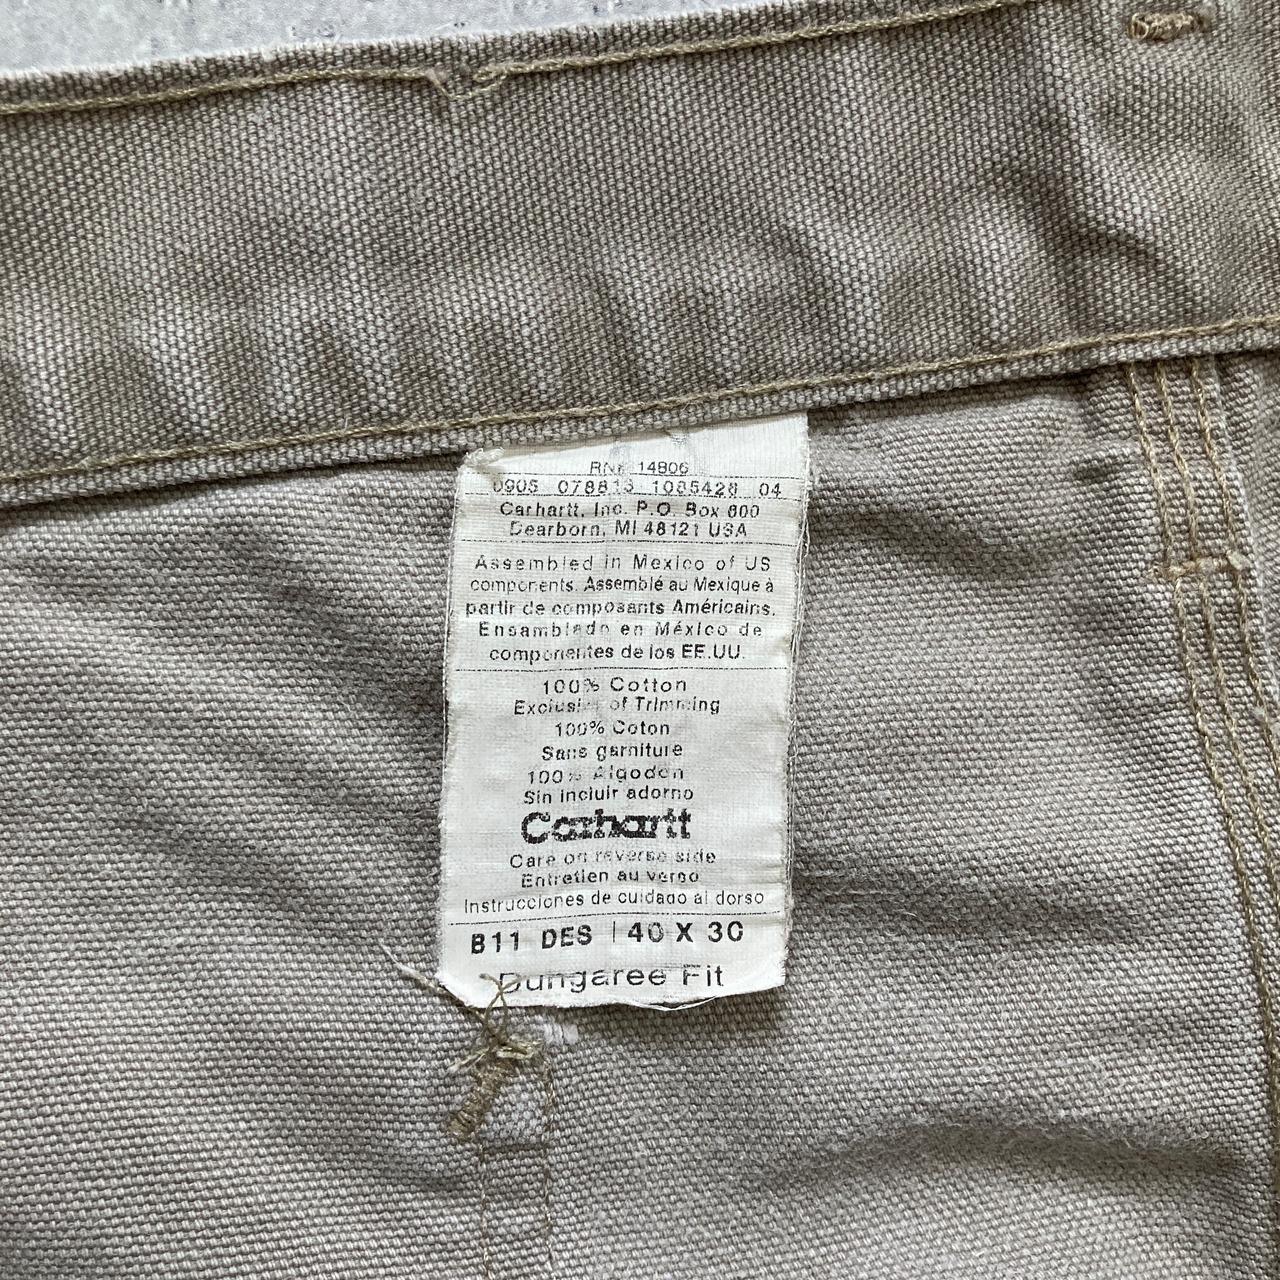 RN# 14806
0905 078813 1085428 04
Carhartt, Inc. P.O. Box 600
Dearborn, MI 48121 USA
Assembled in Mexico of US
components. Assemblé au Mexique à
partir de composants Américains.
Ensamblado en México de
componentes de los EE.UU.
100% Cotton
Exclusive of Trimming
100% Coton
Sans garniture
100% Algodon
Sin incluir adorno
Carhartt
Care on reverse side
Entretien au verso
Instrucciones de cuidado al dorso
B11 DES | 40 X 30
Dungaree Fit